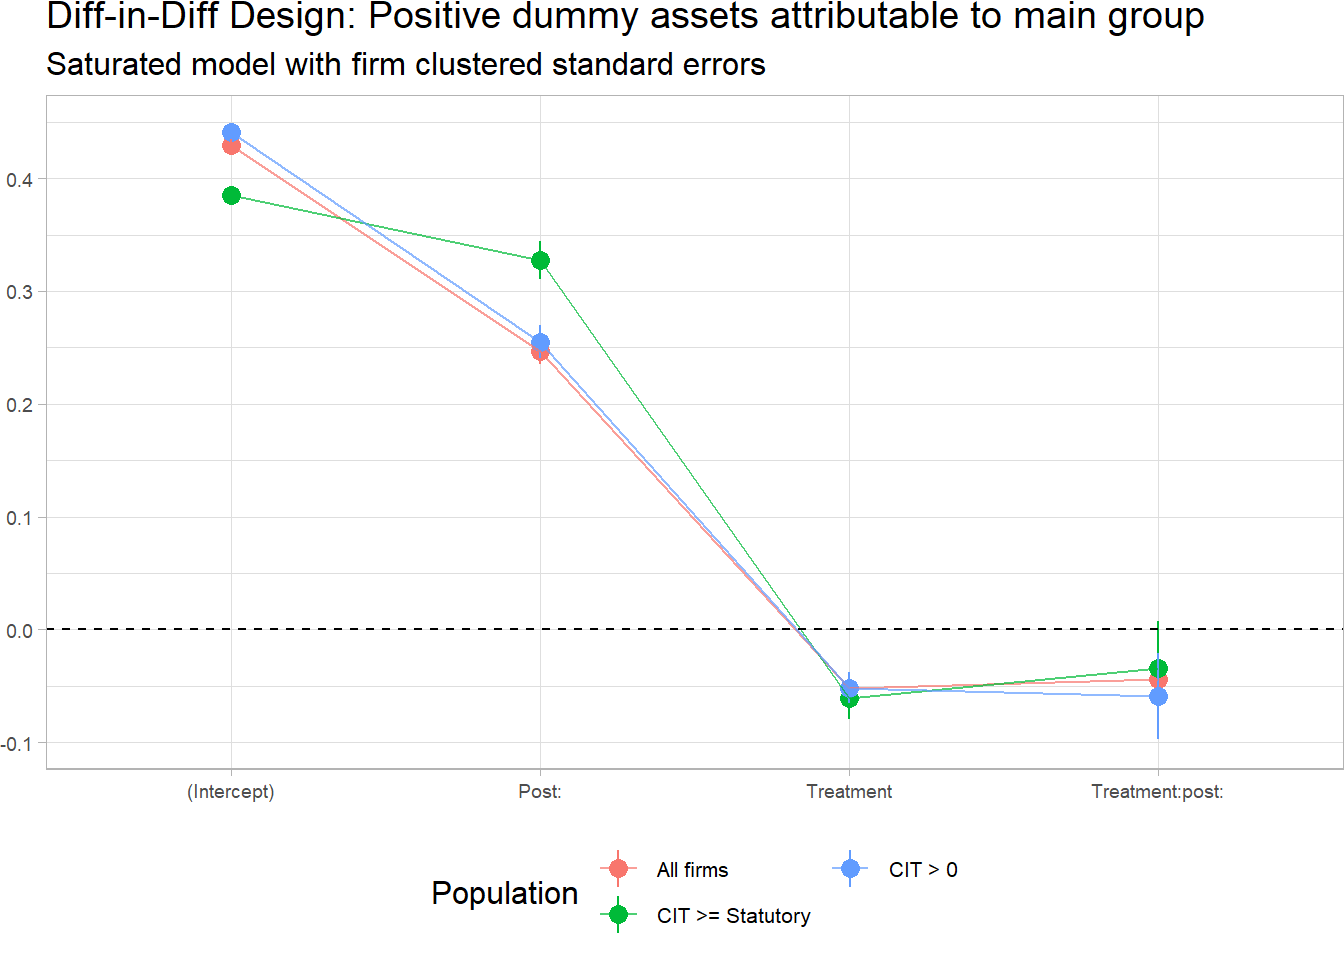 Diff-in-Diff Design: Positive dummy assets attributable to main group
Saturated model with firm clustered standard errors
0.4
0.3
0.2
0.1
0.0
-0.1
(Intercept)
Post:
Treatment
Treatment:post:
Population
All firms
CIT > 0
CIT >= Statutory